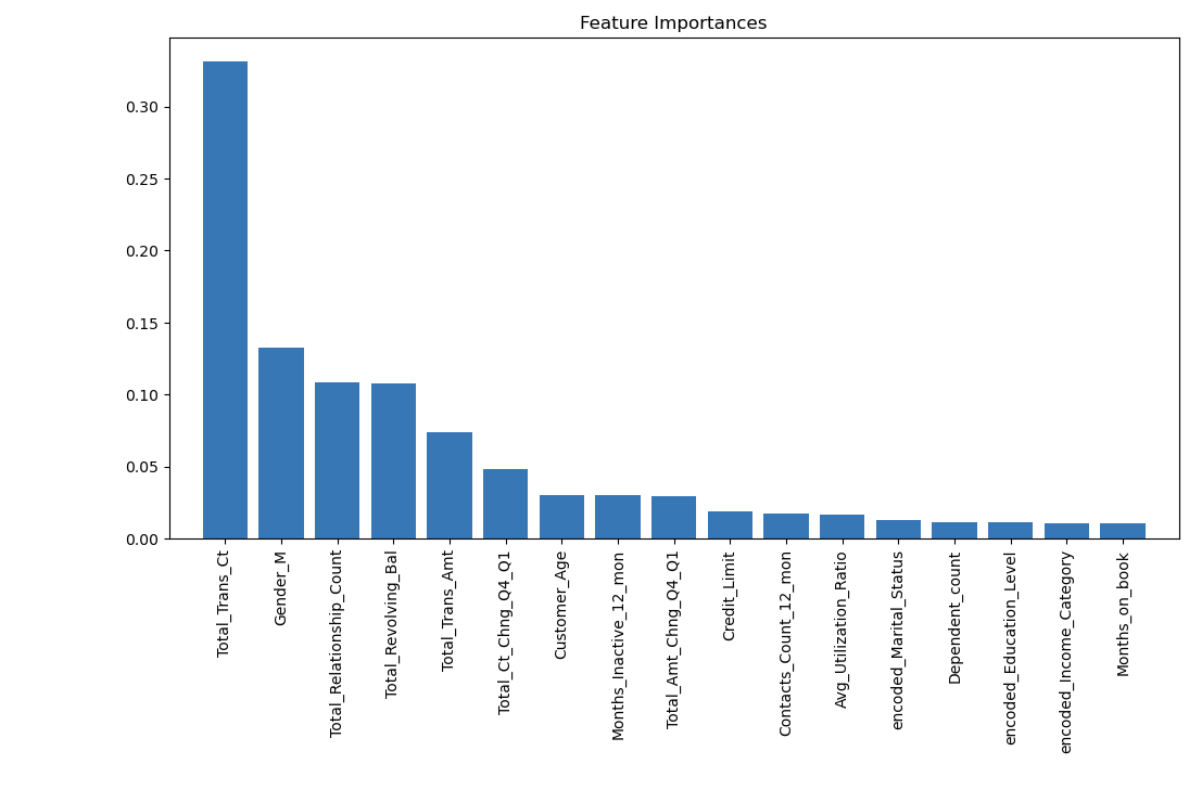 Feature Importances
0.30
0.25
0.20
0.15
0.10
0.05
0.00
Total_Trans_Ct
Gender_M
Total_Relationship_Count
Total_Revolving_Bal
Total_Trans_Amt
Total_Ct_Chng_Q4_Q1
Customer_Age
Months_Inactive_12_mon
Total_Amt_Chng_Q4_Q1
Credit_Limit
Contacts_Count_12_mon
Avg_Utilization_Ratio
encoded_Marital_Status
Dependent_count
encoded_Education_Level
encoded_Income_Category
Months_on_book